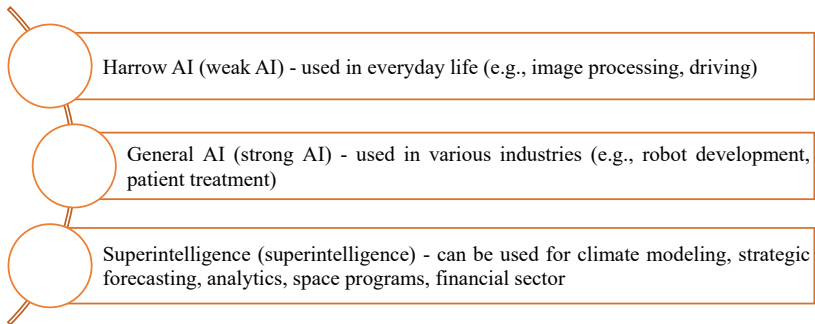 Harrow AI (weak AI) - used in everyday life (e.g., image processing, driving)
General AI (strong AI) - used in various industries (e.g., robot development,
patient treatment)
Superintelligence (superintelligence) - can be used for climate modeling, strategic
forecasting, analytics, space programs, financial sector